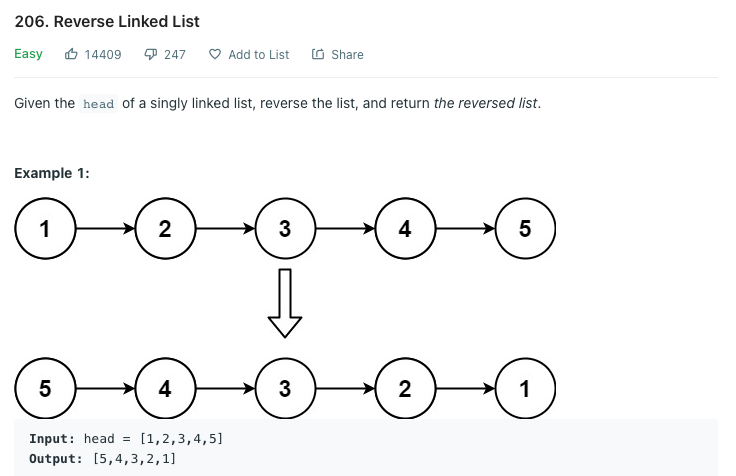 206. Reverse Linked List
Easy 14409 247 Add to List Share
Given the head of a singly linked list, reverse the list, and return the reversed list.
Example 1:
1 2 3 4 5
5 4 3 2 1
Input: head = [1,2,3,4,5]
Output: [5,4,3,2,1]